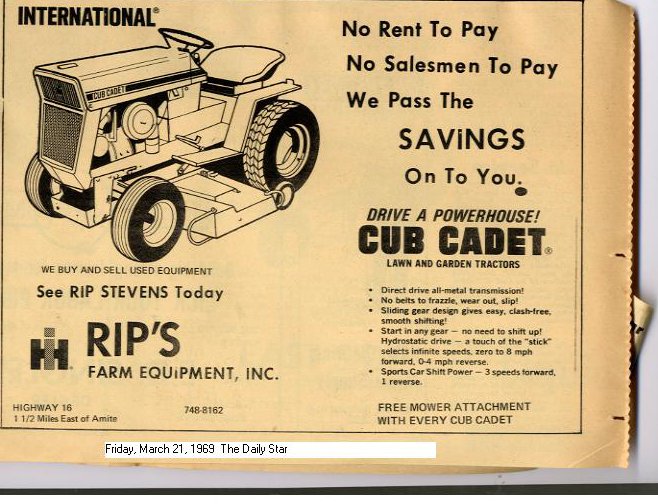 INTERNATIONAL®
CUB CADET
No Rent To Pay
No Salesmen To Pay
We Pass The
SAVINGS
On To You.
WE BUY AND SELL USED EQUIPMENT
See RIP STEVENS Today
RIP'S
FARM EQUIPMENT, INC.
HIGHWAY 16
1 1/2 Miles East of Amite
748-8162
DRIVE A POWERHOUSE!
CUB CADET®
LAWN AND GARDEN TRACTORS
• Direct drive all-metal transmission!
• No belts to frazzle, wear out, slip!
• Sliding gear design gives easy, clash-free,
smooth shifting!
• Start in any gear — no need to shift up!
Hydrostatic drive — a touch of the "stick"
selects infinite speeds, zero to 8 mph
forward, 0-4 mph reverse.
• Sports Car Shift Power — 3 speeds forward,
1 reverse.
FREE MOWER ATTACHMENT
WITH EVERY CUB CADET
Friday, March 21, 1969 The Daily Star